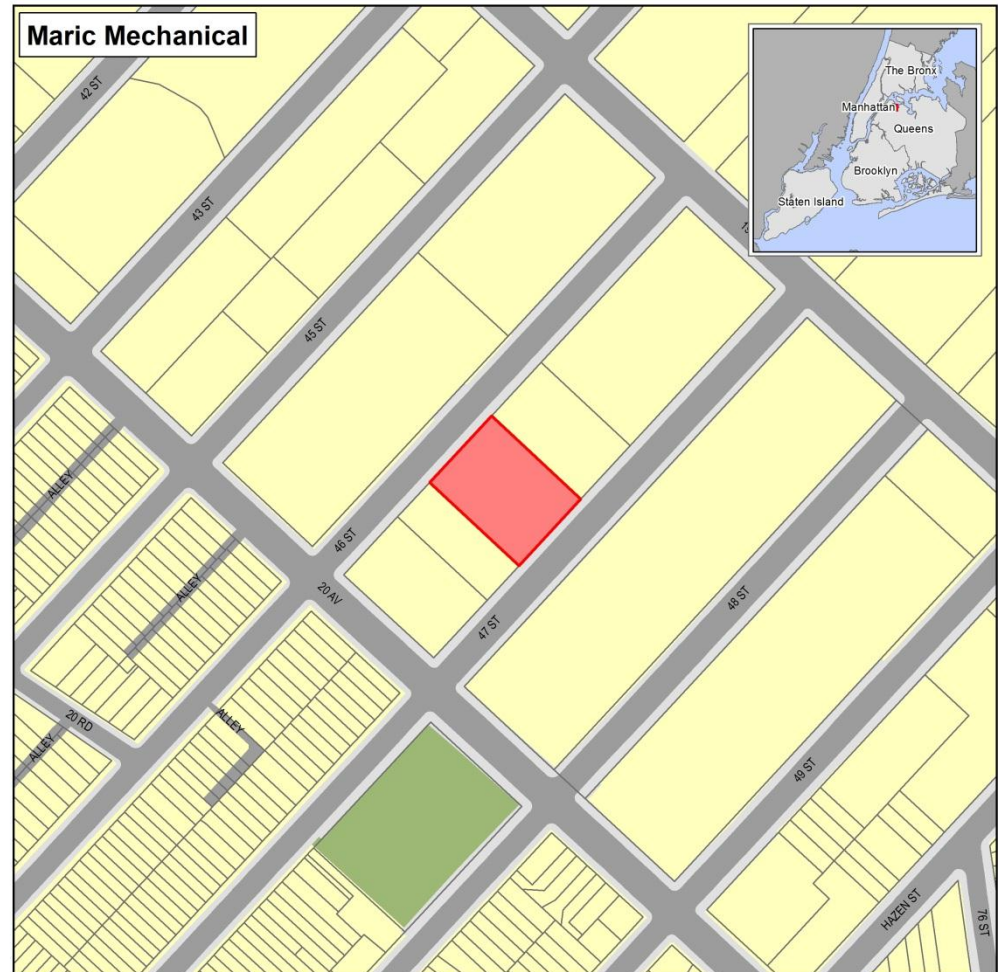 Maric Mechanical
The Bronx
Manhattan
Queens
Brooklyn
Staten Island
42 ST
43 ST
45 ST
46 ST
20 AV
47 ST
48 ST
49 ST
ALLEY
ALLEY
ALLEY
ALLEY
20 RD
HAZEN ST
76 ST